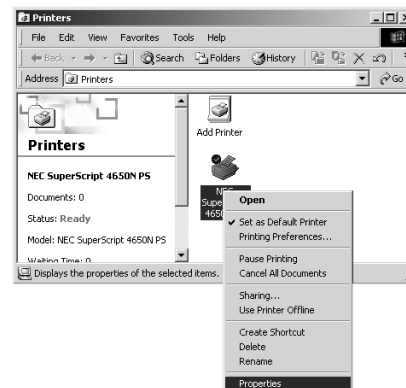 Printers
File Edit View Favorites Tools Help
Back Search Folders History
Address Printers Go
Add Printer
Printers
NEC SuperScript 4650N PS
Documents: 0
Status: Ready
Model: NEC SuperScript 4650N PS
Waiting Time: 0
NEC
Open
Set as Default Printer
Printing Preferences...
Pause Printing
Cancel All Documents
Sharing...
Use Printer Offline
Create Shortcut
Delete
Rename
Properties
Displays the properties of the selected items.